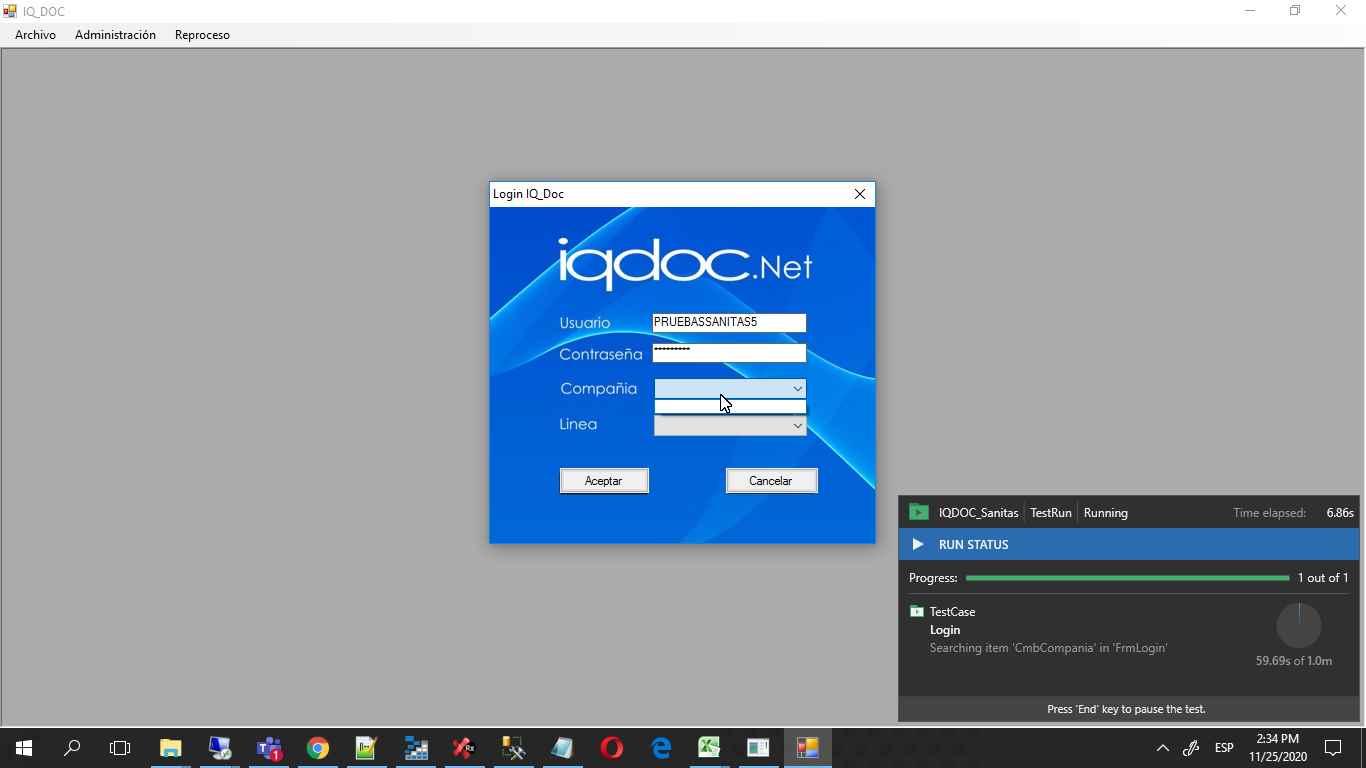 IQ_DOC
Archivo Administración Reproceso
Login IQ_Doc
iqdoc.Net
Usuario PRUEBASSANITAS5
Contraseña *********
Compañia
Linea
Aceptar Cancelar
IQDOC_Sanitas TestRun Running Time elapsed: 6.86s
RUN STATUS
Progress: 1 out of 1
TestCase
Login
Searching item 'CmbCompania' in 'FrmLogin'
59.69s of 1.0m
Press 'End' key to pause the test.
1
Rx
ESP
2:34 PM
11/25/2020